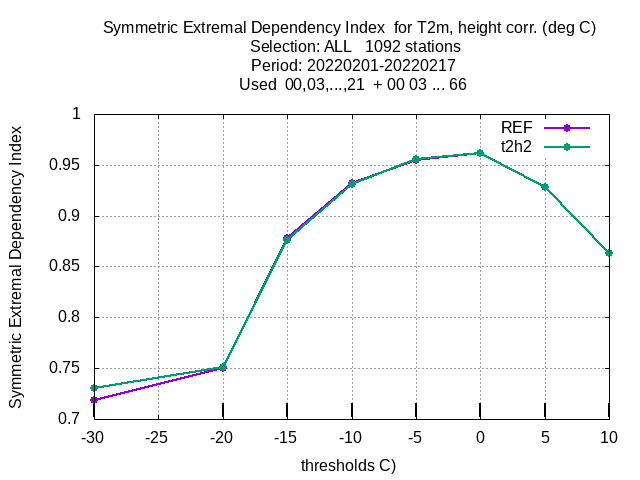 Symmetric Extremal Dependency Index  for T2m, height corr. (deg C)
Selection: ALL   1092 stations
Period: 20220201-20220217
Used  00,03,...,21  + 00 03 ... 66
REF
t2h2
Symmetric Extremal Dependency Index
1
0.95
0.9
0.85
0.8
0.75
0.7
-30 -25 -20 -15 -10 -5 0 5 10
thresholds C)